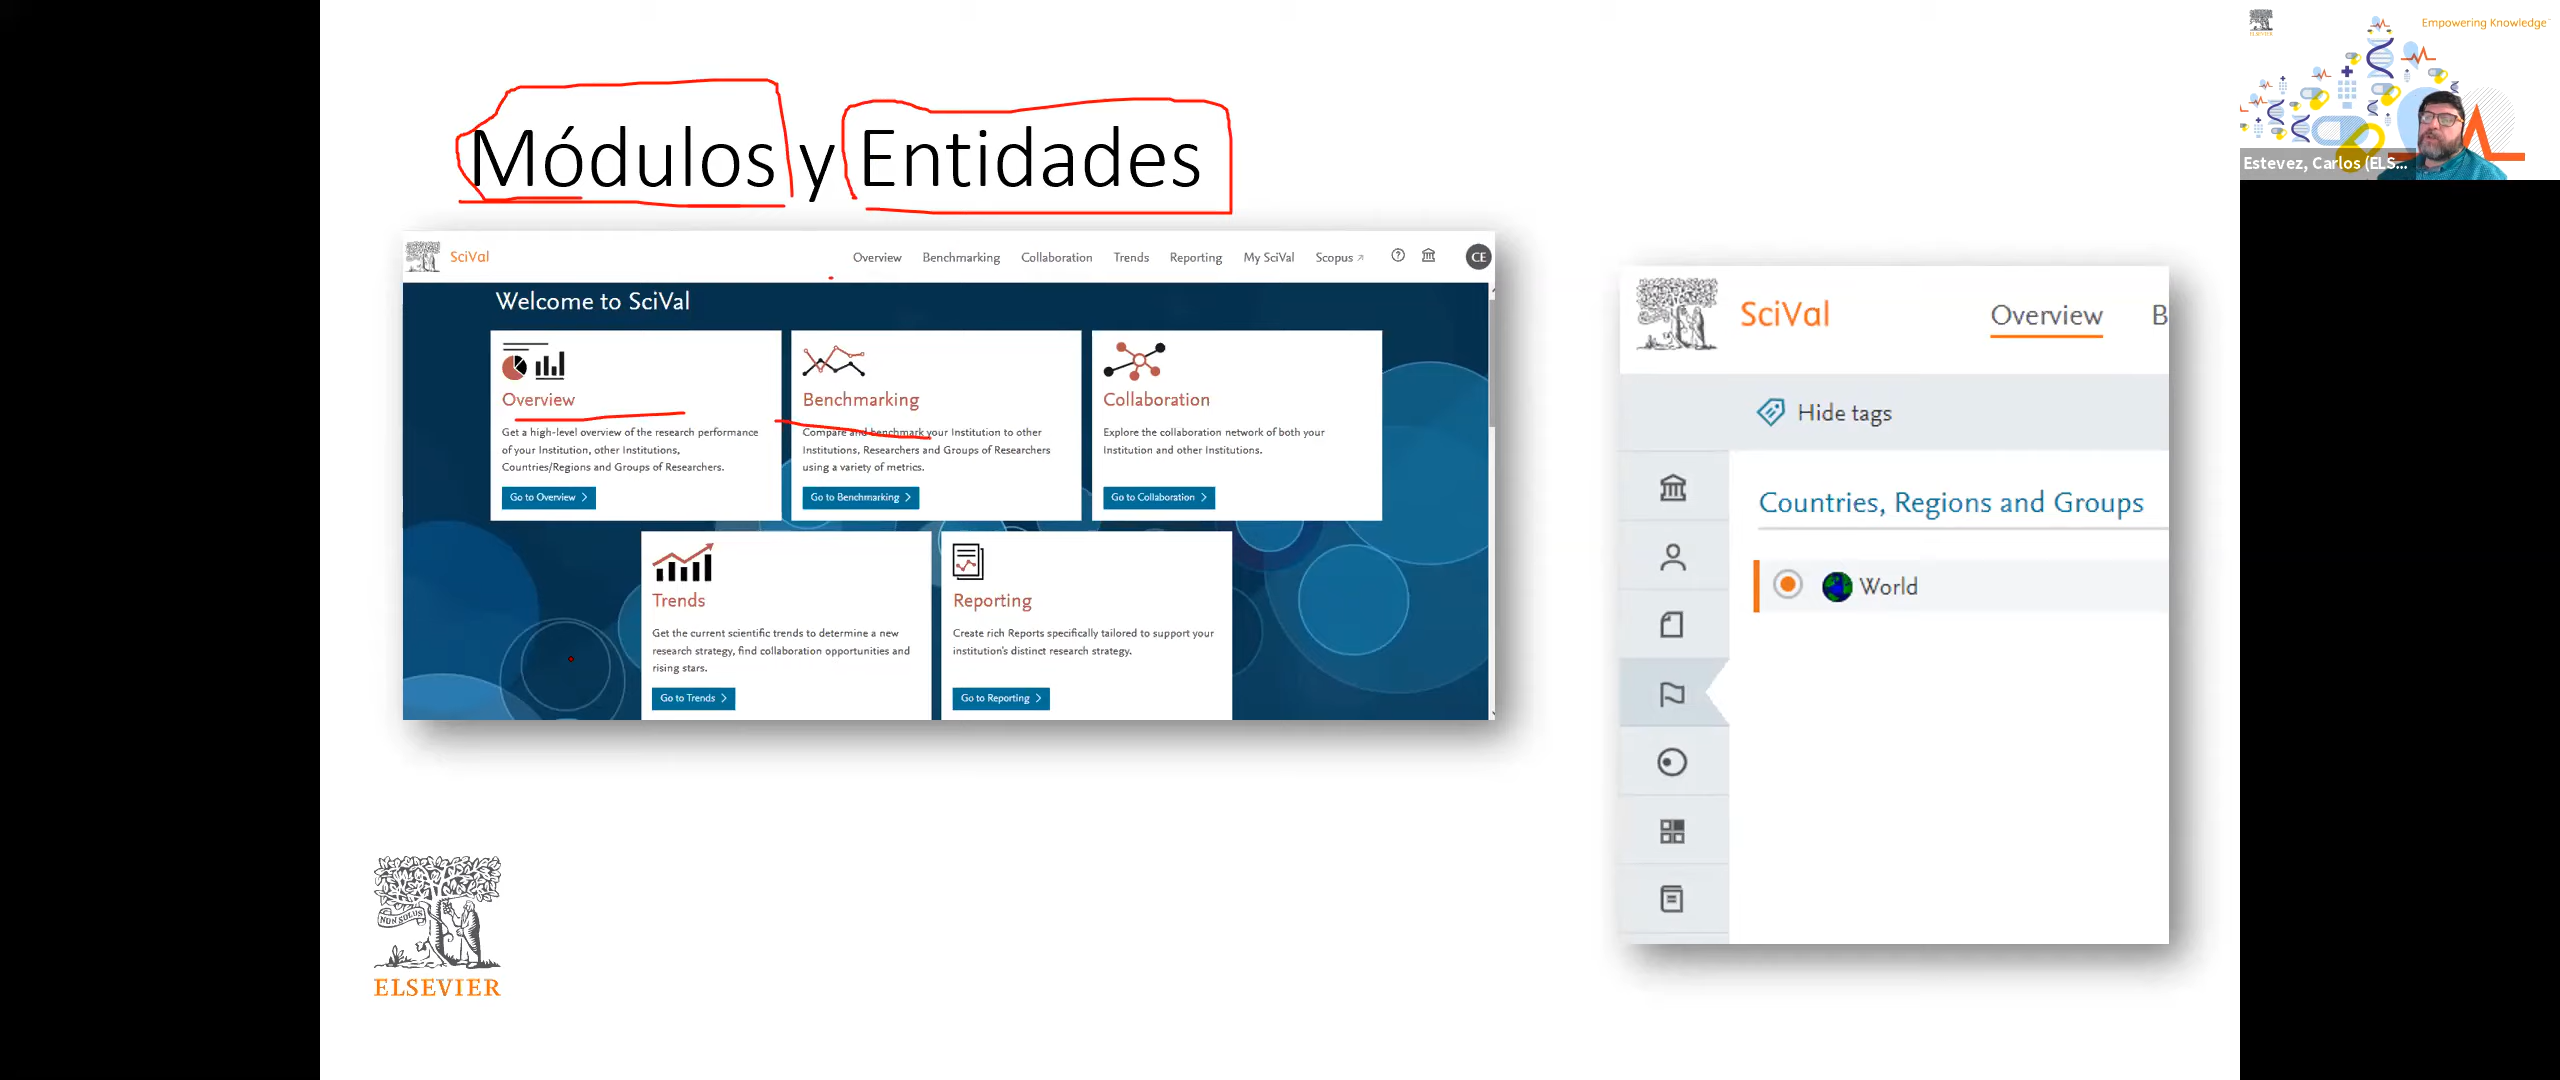 Módulos y Entidades
SciVal
Overview Benchmarking Collaboration Trends Reporting My SciVal Scopus ↗ CE
Welcome to SciVal
Overview
Get a high-level overview of the research performance
of your Institution, other Institutions,
Countries/Regions and Groups of Researchers.
Go to Overview >
Benchmarking
Compare and benchmark your Institution to other
Institutions, Researchers and Groups of Researchers
using a variety of metrics.
Go to Benchmarking >
Collaboration
Explore the collaboration network of both your
Institution and other Institutions.
Go to Collaboration >
Trends
Get the current scientific trends to determine a new
research strategy, find collaboration opportunities and
rising stars.
Go to Trends >
Reporting
Create rich Reports specifically tailored to support your
institution's distinct research strategy.
Go to Reporting >
SciVal
Overview B
Hide tags
Countries, Regions and Groups
World
NON SOLUS
ELSEVIER
ELSEVIER
Empowering Knowledge
Estevez, Carlos (ELS...